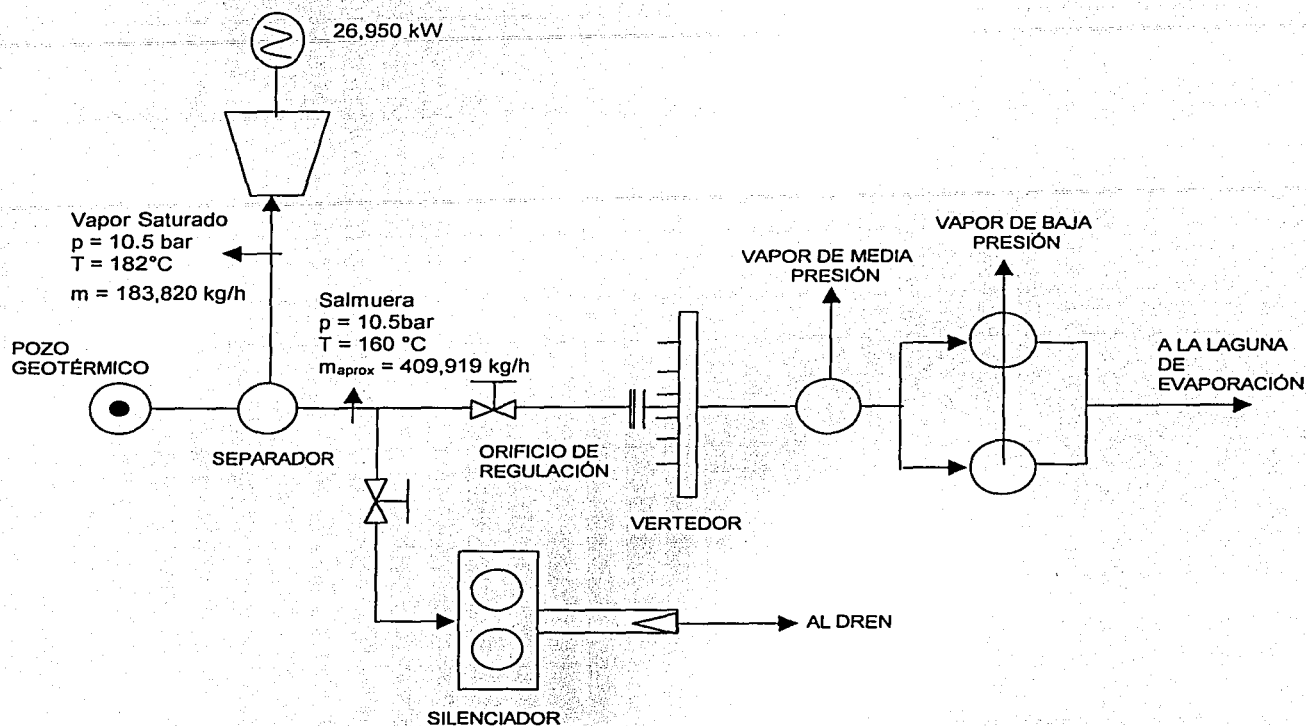 26,950 kW
Vapor Saturado
p = 10.5 bar
T = 182°C
m = 183,820 kg/h
Salmuera
p = 10.5bar
T = 160 °C
maprox = 409,919 kg/h
POZO
GEOTÉRMICO
SEPARADOR
ORIFICIO DE
REGULACIÓN
VERTEDOR
VAPOR DE MEDIA
PRESIÓN
VAPOR DE BAJA
PRESIÓN
A LA LAGUNA
DE
EVAPORACIÓN
SILENCIADOR
AL DREN